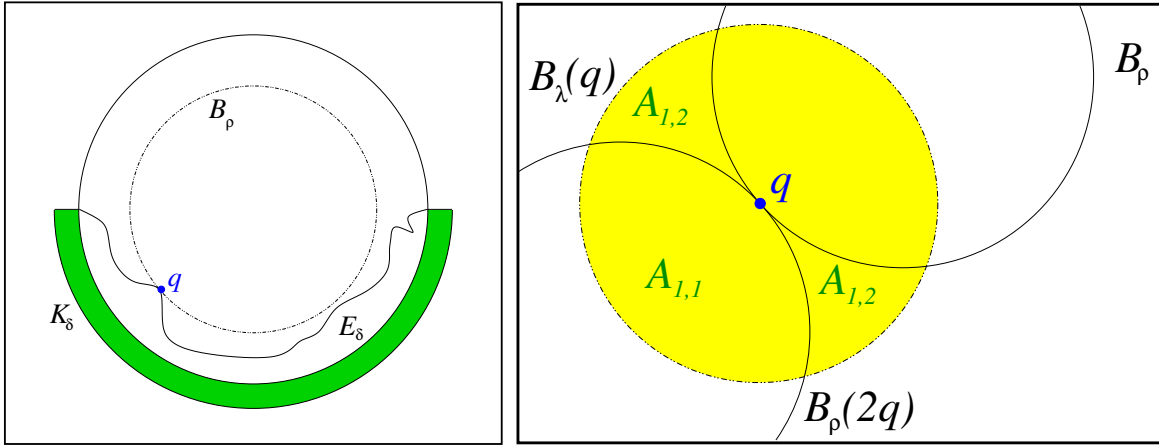 B_ρ
q
K_δ
E_δ
B_λ(q)
B_ρ
A_{1,2}
q
A_{1,1}
A_{1,2}
B_ρ(2q)